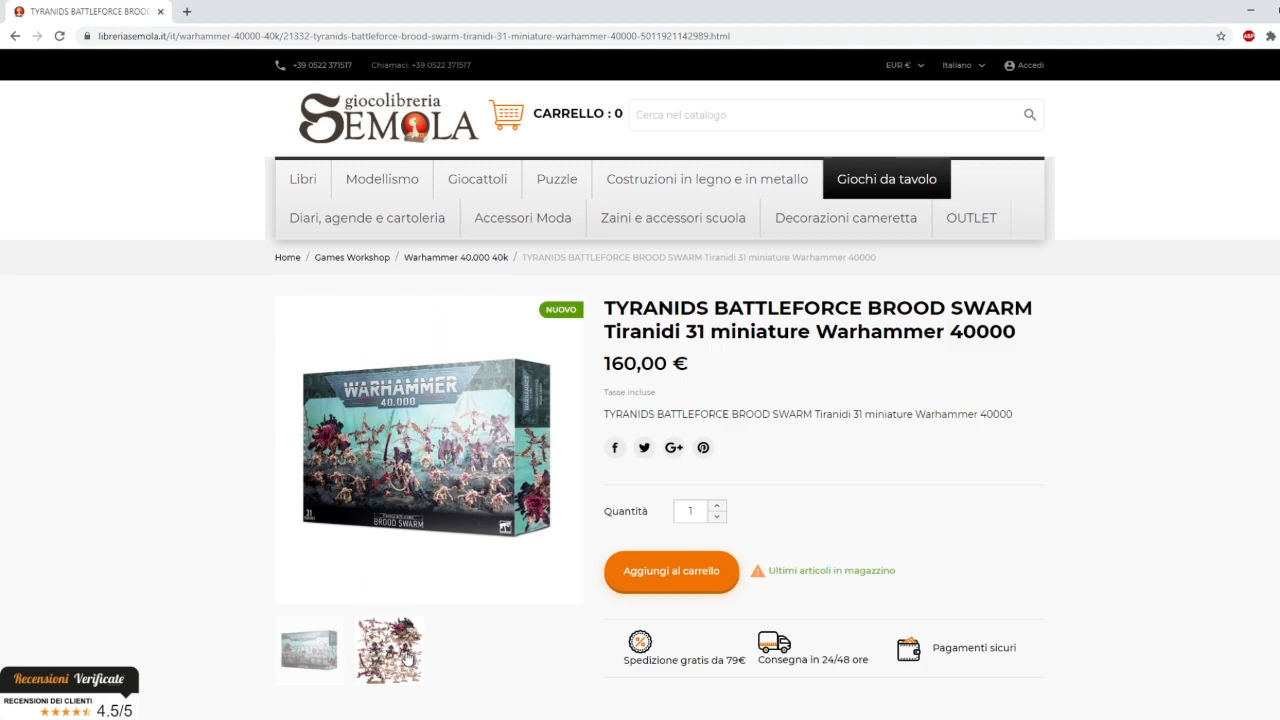 TYRANIDS BATTLEFORCE BROOD
libreriasemola.it/it/warhammer-40000-40k/21332-tyranids-battleforce-brood-swarm-tiranidi-31-miniature-warhammer-40000-5011921142989.html
ABP
+39 0522 371517 Chiamaci: +39 0522 371517 EUR € Italiano Accedi
giocolibreria
SEMOLA
CARRELLO : 0
Cerca nel catalogo
Libri Modellismo Giocattoli Puzzle Costruzioni in legno e in metallo Giochi da tavolo
Diari, agende e cartoleria Accessori Moda Zaini e accessori scuola Decorazioni cameretta OUTLET
Home / Games Workshop / Warhammer 40.000 40k / TYRANIDS BATTLEFORCE BROOD SWARM Tiranidi 31 miniature Warhammer 40000
NUOVO
WARHAMMER
40,000
31
BROOD SWARM
TYRANIDS BATTLEFORCE BROOD SWARM
Tiranidi 31 miniature Warhammer 40000
160,00 €
Tasse incluse
TYRANIDS BATTLEFORCE BROOD SWARM Tiranidi 31 miniature Warhammer 40000
Quantità 1
Aggiungi al carrello Ultimi articoli in magazzino
Spedizione gratis da 79€ Consegna in 24/48 ore Pagamenti sicuri
Recensioni Verificate
RECENSIONI DEI CLIENTI
4.5/5